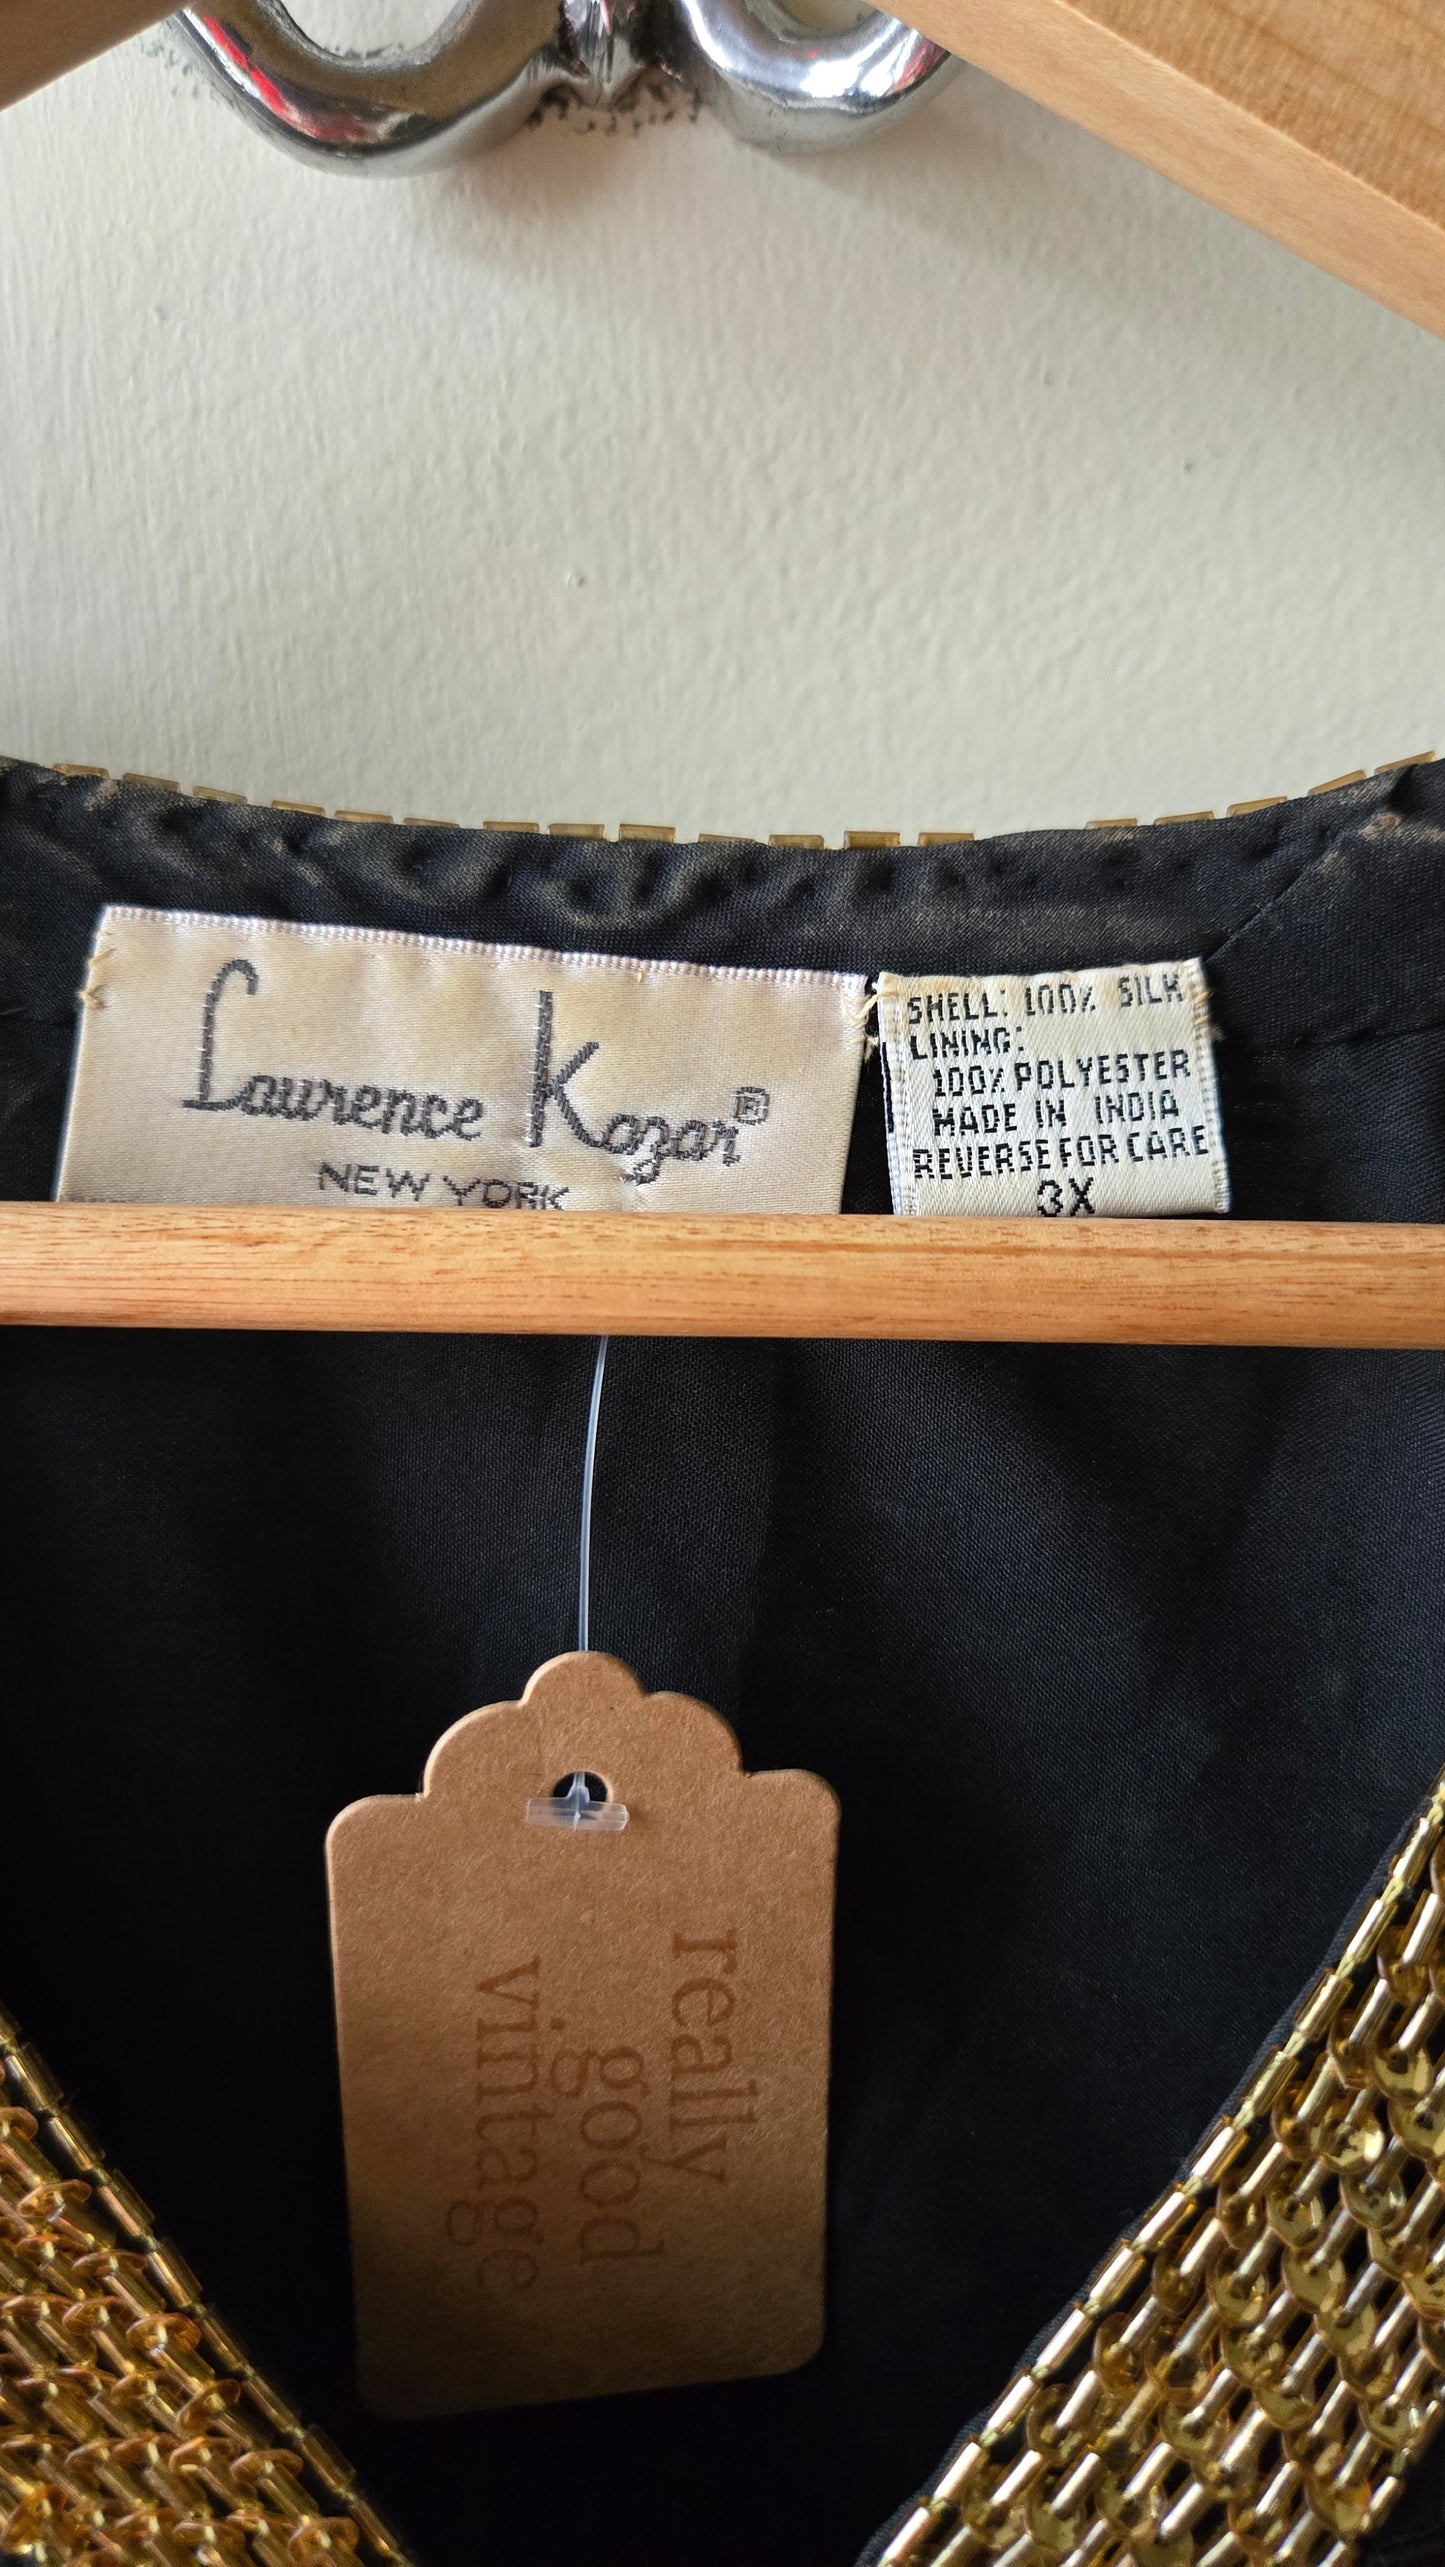 Lawrence Kazar®
NEW YORK
SHELL: 100% SILK
LINING:
100% POLYESTER
MADE IN INDIA
REVERSE FOR CARE
3X
really
good
vintage